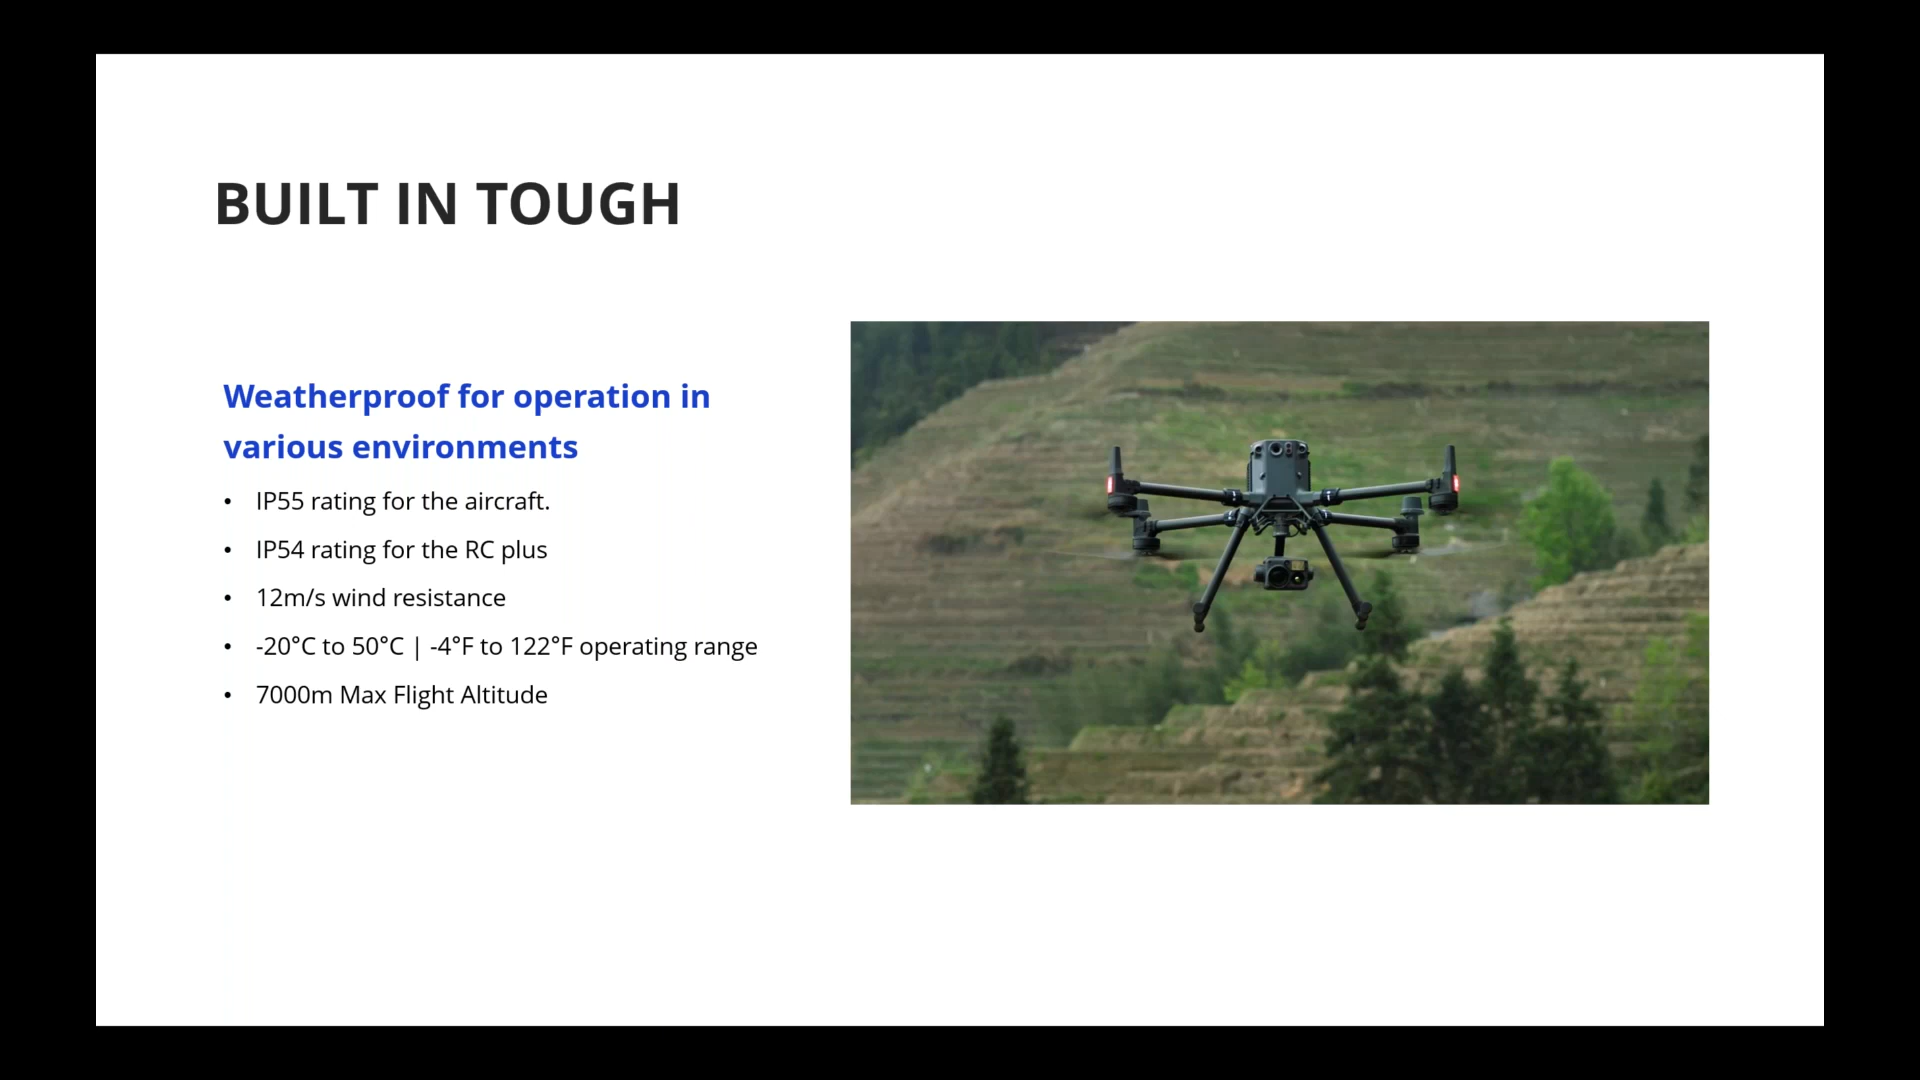 BUILT IN TOUGH
Weatherproof for operation in
various environments
• IP55 rating for the aircraft.
• IP54 rating for the RC plus
• 12m/s wind resistance
• -20°C to 50°C | -4°F to 122°F operating range
• 7000m Max Flight Altitude